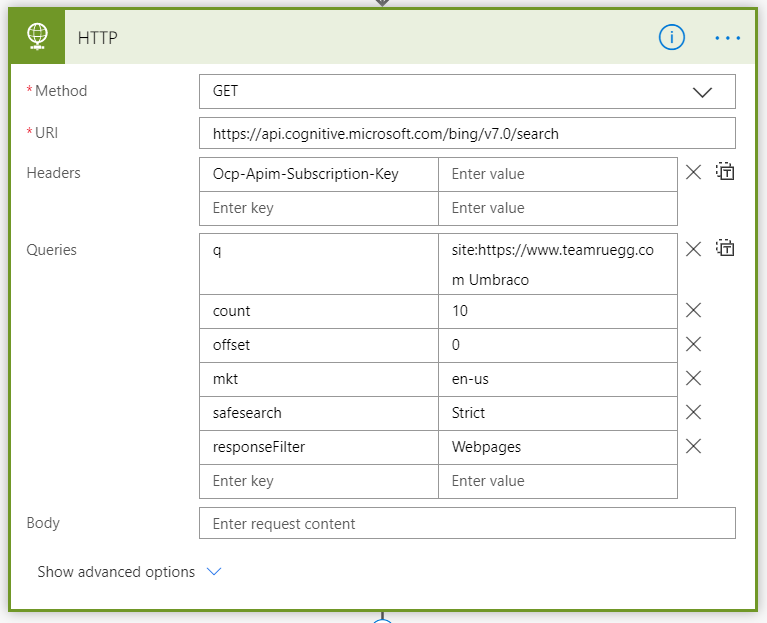 HTTP
* Method
GET
* URI
https://api.cognitive.microsoft.com/bing/v7.0/search
Headers
Ocp-Apim-Subscription-Key
Enter value
Enter key
Enter value
Queries
q
site:https://www.teamruegg.co
m Umbraco
count
10
offset
0
mkt
en-us
safesearch
Strict
responseFilter
Webpages
Enter key
Enter value
Body
Enter request content
Show advanced options